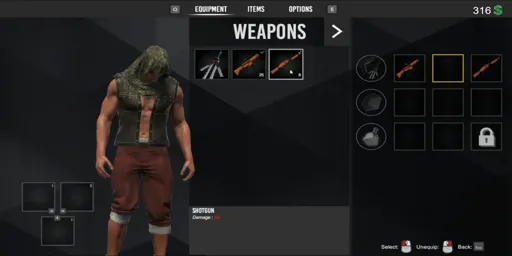 Q EQUIPMENT ITEMS OPTIONS E
316 $
WEAPONS
25
SHOTGUN
Damage :
Select: Unequip: Back: